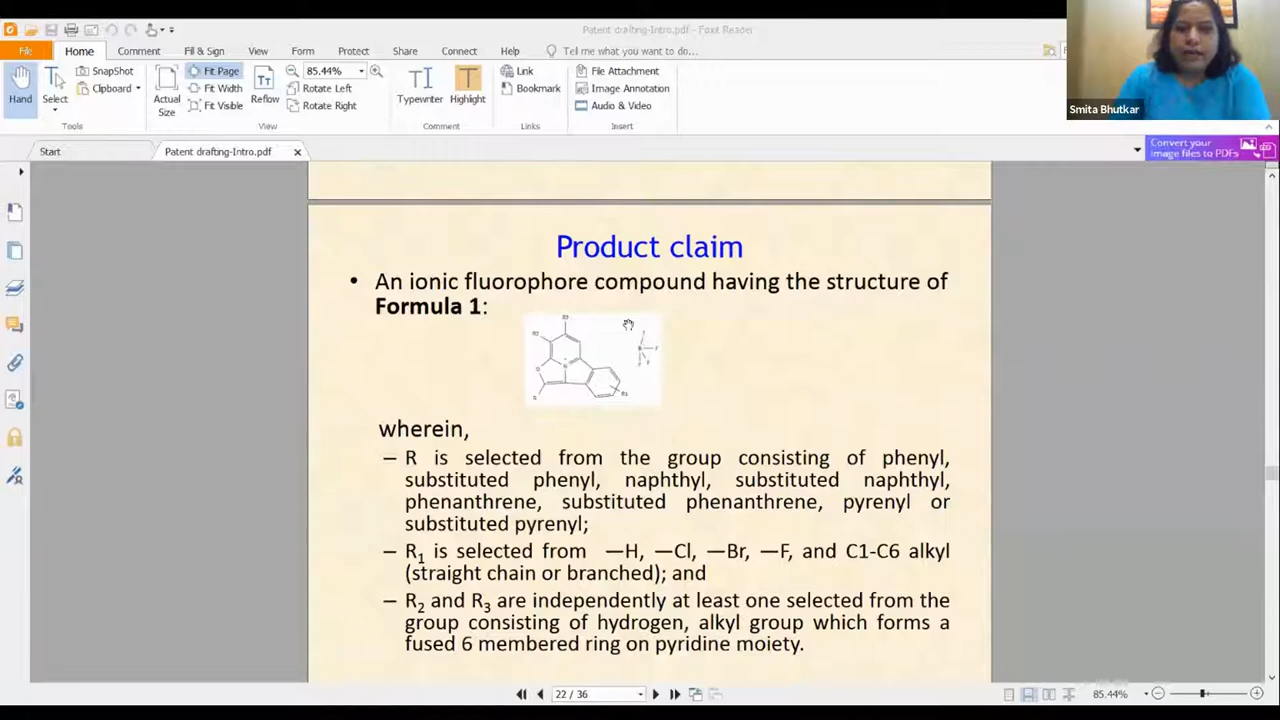 Patent drafting-Intro.pdf - Foxit Reader
File Home Comment Fill & Sign View Form Protect Share Connect Help Tell me what you want to do...
SnapShot Fit Page 85.44% Link File Attachment
Clipboard Fit Width Rotate Left Bookmark Image Annotation
Hand Select Actual Size Reflow Fit Visible Rotate Right Typewriter Highlight Audio & Video
Tools View Comment Links Insert
Smita Bhutkar
Start Patent drafting-Intro.pdf
Convert your
image files to PDFs
Product claim
• An ionic fluorophore compound having the structure of
Formula 1:
R3
R2
F
F
F
R1
R
wherein,
– R is selected from the group consisting of phenyl,
substituted phenyl, naphthyl, substituted naphthyl,
phenanthrene, substituted phenanthrene, pyrenyl or
substituted pyrenyl;
– R1 is selected from —H, —Cl, —Br, —F, and C1-C6 alkyl
(straight chain or branched); and
– R2 and R3 are independently at least one selected from the
group consisting of hydrogen, alkyl group which forms a
fused 6 membered ring on pyridine moiety.
22 / 36 85.44%